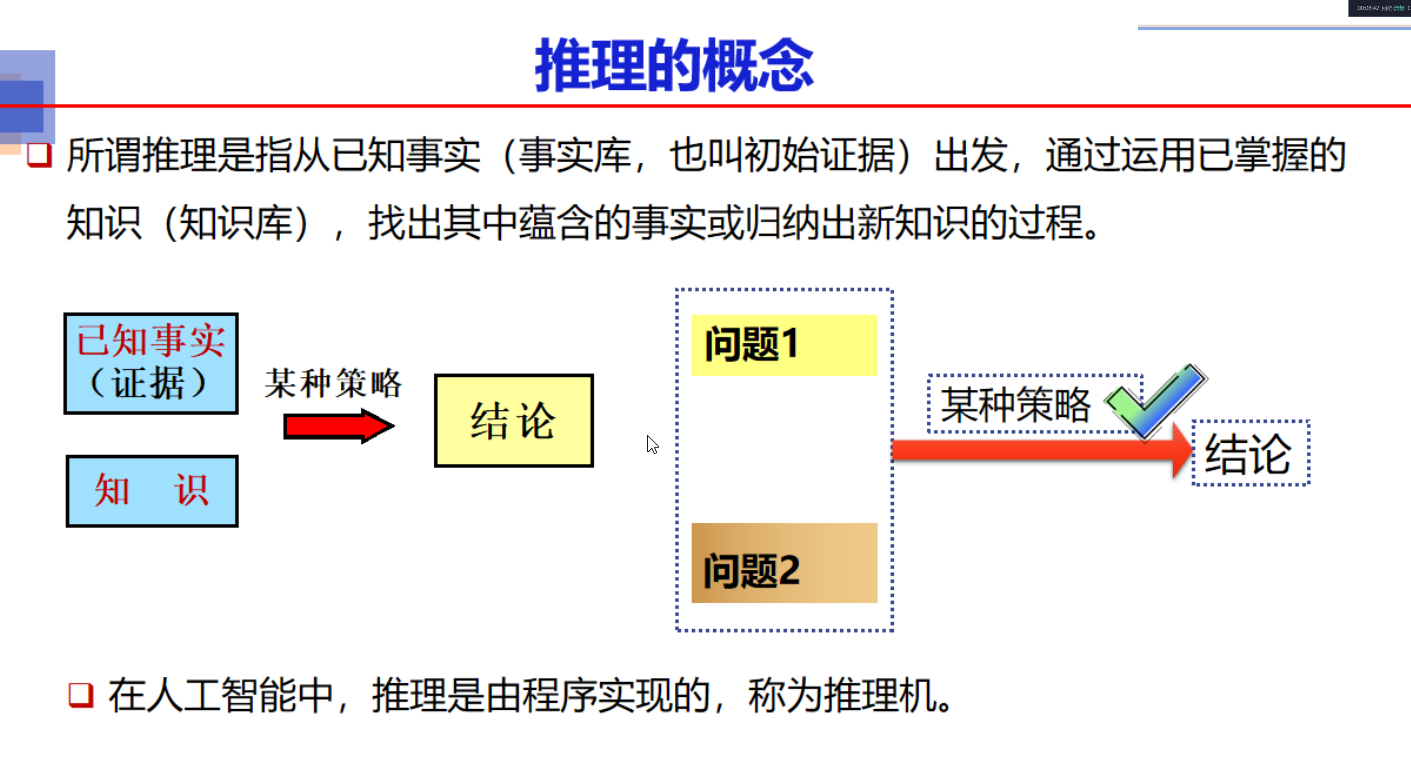 推理的概念
所谓推理是指从已知事实（事实库，也叫初始证据）出发，通过运用已掌握的
知识（知识库），找出其中蕴含的事实或归纳出新知识的过程。
已知事实
（证据）
某种策略
结论
知 识
问题1
某种策略
结论
问题2
在人工智能中，推理是由程序实现的，称为推理机。